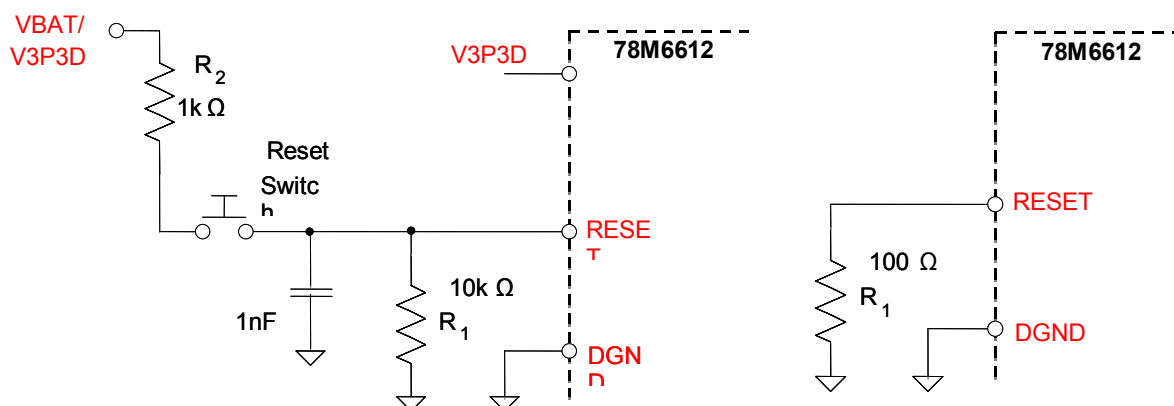 VBAT/
V3P3D
R2
1k Ω
Reset
Switc
h
1nF
10k Ω
R1
V3P3D
78M6612
RESE
T
DGN
D
78M6612
RESET
100 Ω
R1
DGND